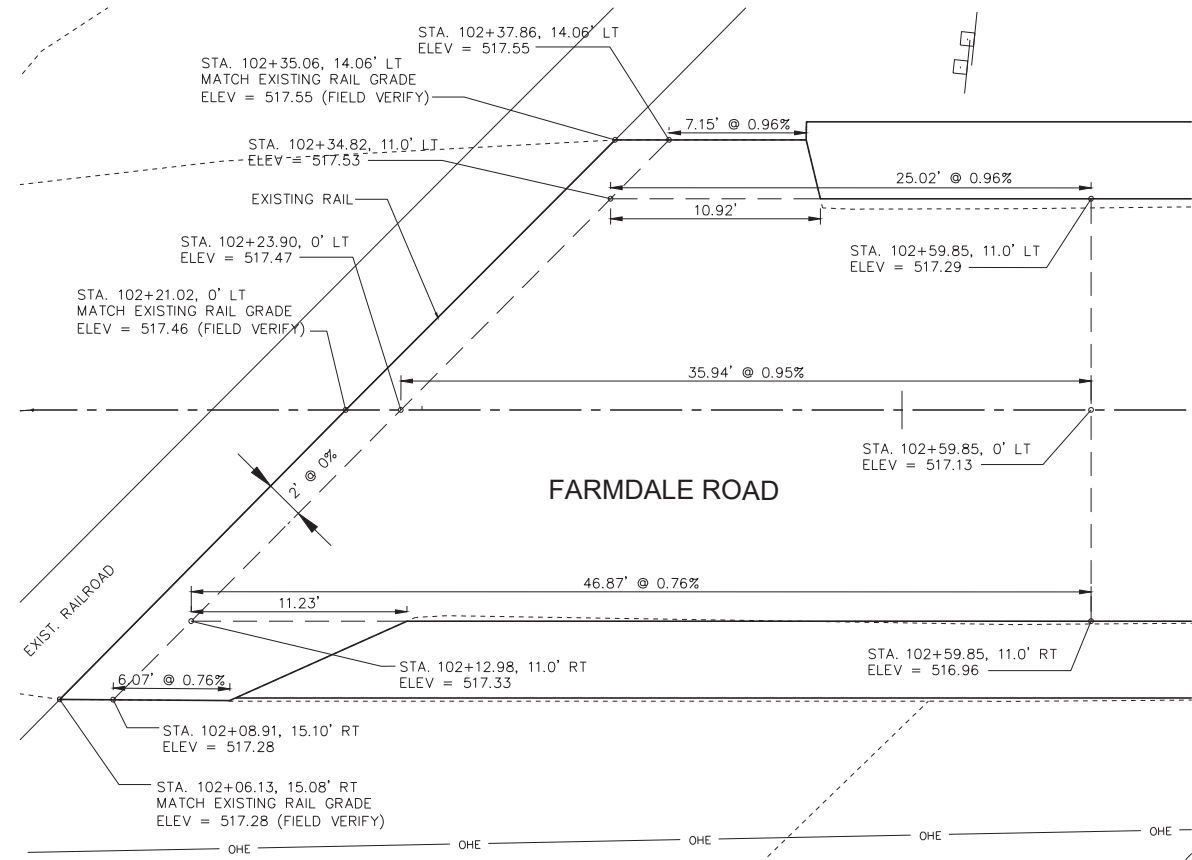 STA. 102+37.86, 14.06' LT
ELEV = 517.55
STA. 102+35.06, 14.06' LT
MATCH EXISTING RAIL GRADE
ELEV = 517.55 (FIELD VERIFY)
7.15' @ 0.96%
STA. 102+34.82, 11.0' LT
ELEV = 517.53
25.02' @ 0.96%
EXISTING RAIL
10.92'
STA. 102+23.90, 0' LT
ELEV = 517.47
STA. 102+59.85, 11.0' LT
ELEV = 517.29
STA. 102+21.02, 0' LT
MATCH EXISTING RAIL GRADE
ELEV = 517.46 (FIELD VERIFY)
35.94' @ 0.95%
STA. 102+59.85, 0' LT
ELEV = 517.13
2' @ 0%
FARMDALE ROAD
EXIST. RAILROAD
46.87' @ 0.76%
11.23'
STA. 102+59.85, 11.0' RT
ELEV = 516.96
STA. 102+12.98, 11.0' RT
ELEV = 517.33
6.07' @ 0.76%
STA. 102+08.91, 15.10' RT
ELEV = 517.28
STA. 102+06.13, 15.08' RT
MATCH EXISTING RAIL GRADE
ELEV = 517.28 (FIELD VERIFY)
OHE OHE OHE OHE OHE